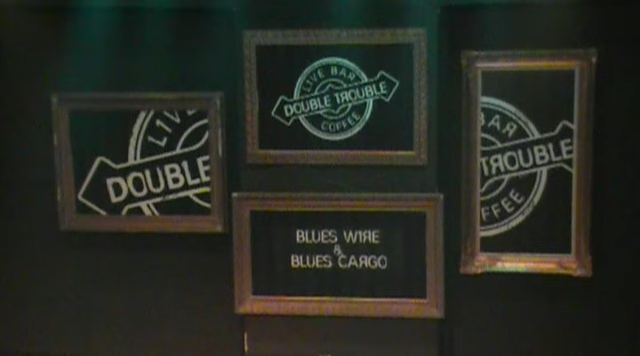 LIVE
DOUBLE
LIVE BAR
DOUBLE TROUBLE
COFFEE
BLUES WIRE
&
BLUES CARGO
BAR
TROUBLE
FFEE